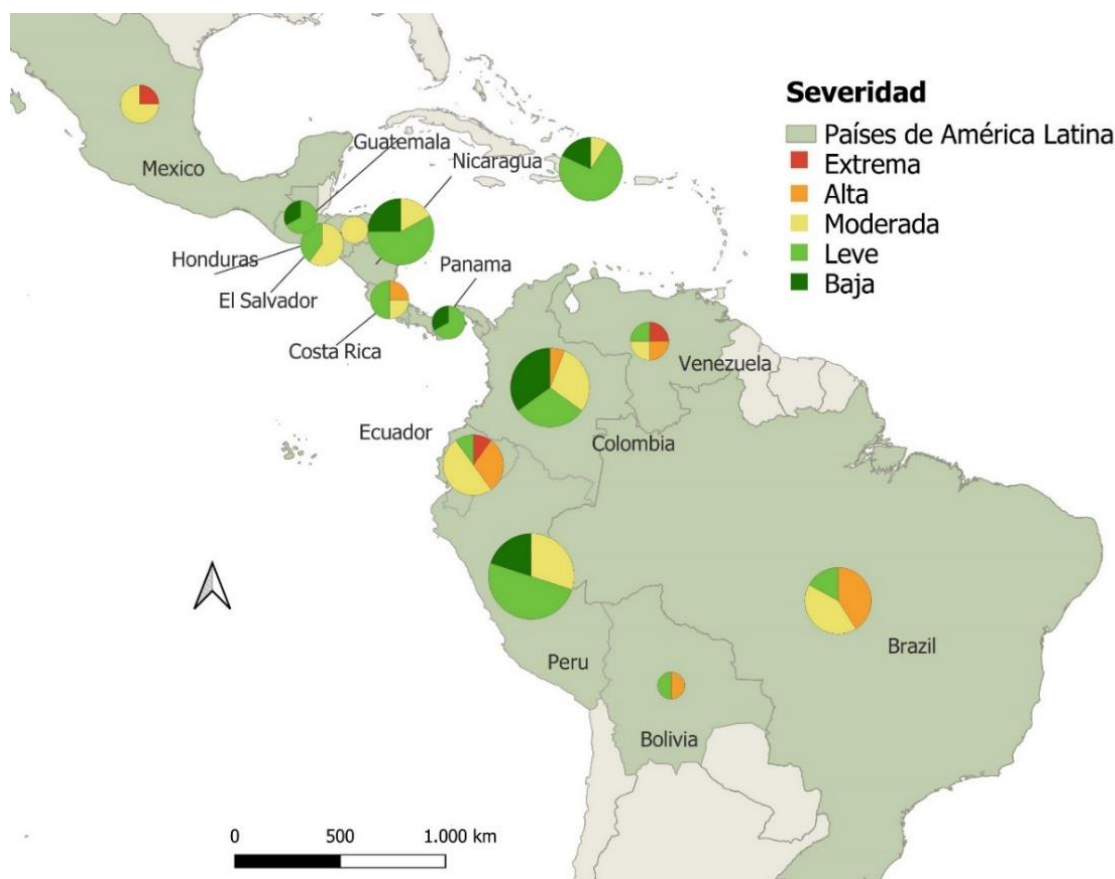 Severidad
Países de América Latina
Extrema
Alta
Moderada
Leve
Baja
Guatemala
Nicaragua
Mexico
Honduras
El Salvador
Panama
Costa Rica
Venezuela
Ecuador
Colombia
Peru
Brazil
Bolivia
0 500 1.000 km